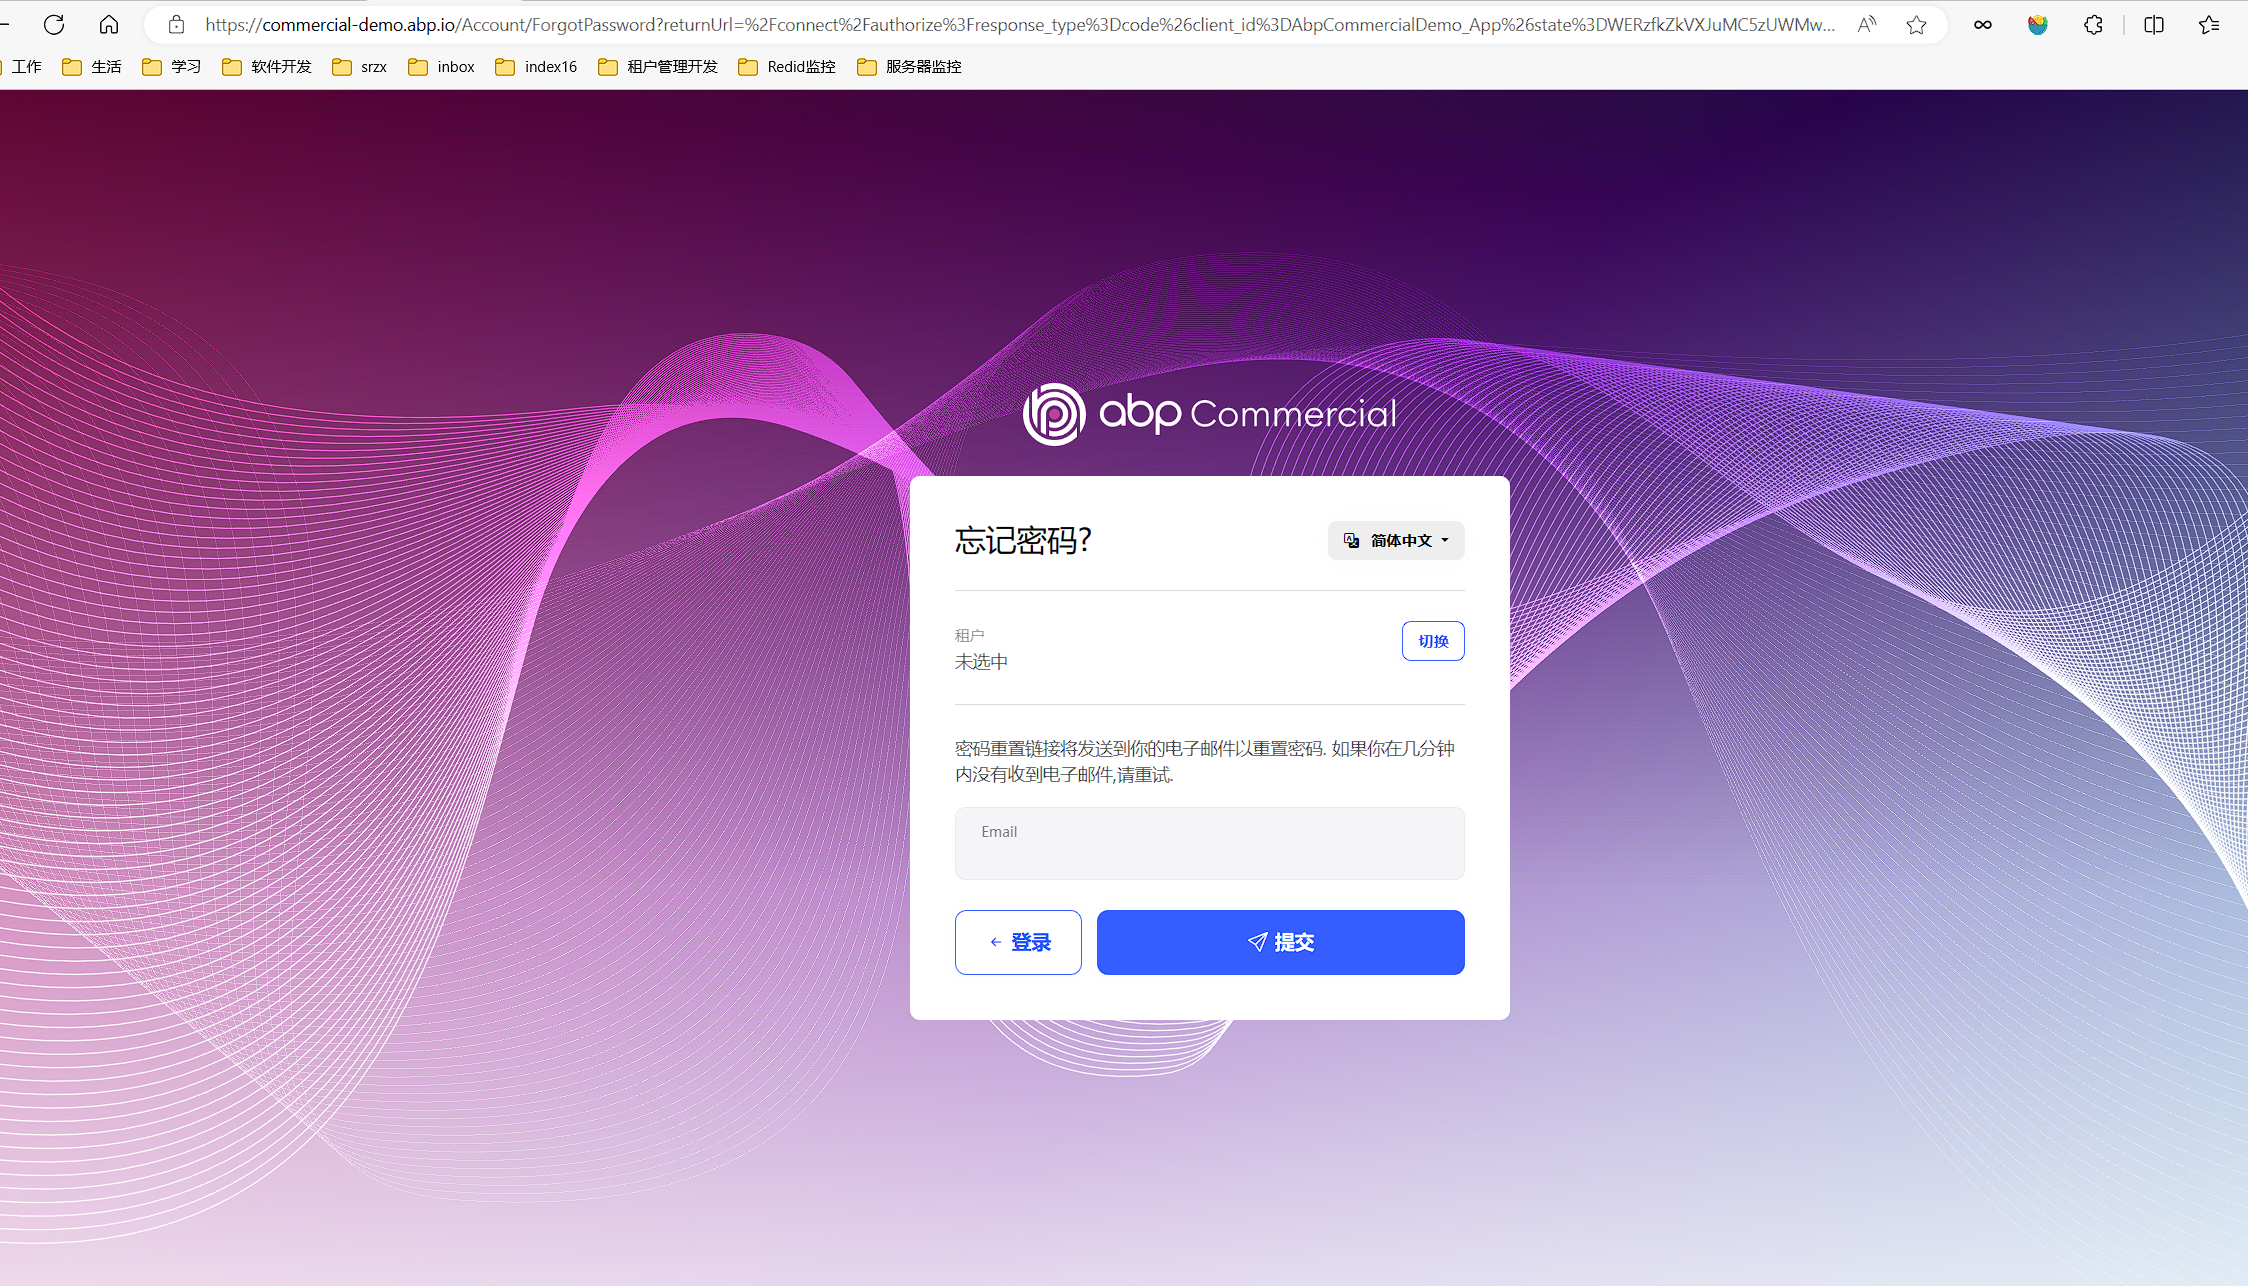 https://commercial-demo.abp.io/Account/ForgotPassword?returnUrl=%2Fconnect%2Fauthorize%3Fresponse_type%3Dcode%26client_id%3DAbpCommercialDemo_App%26state%3DWERzfkZkVXJuMC5zUWMw...
工作 生活 学习 软件开发 srzx inbox index16 租户管理开发 Redid监控 服务器监控
abp Commercial
忘记密码? 简体中文
租户
未选中
切换
密码重置链接将发送到你的电子邮件以重置密码. 如果你在几分钟
内没有收到电子邮件,请重试.
Email
登录 提交